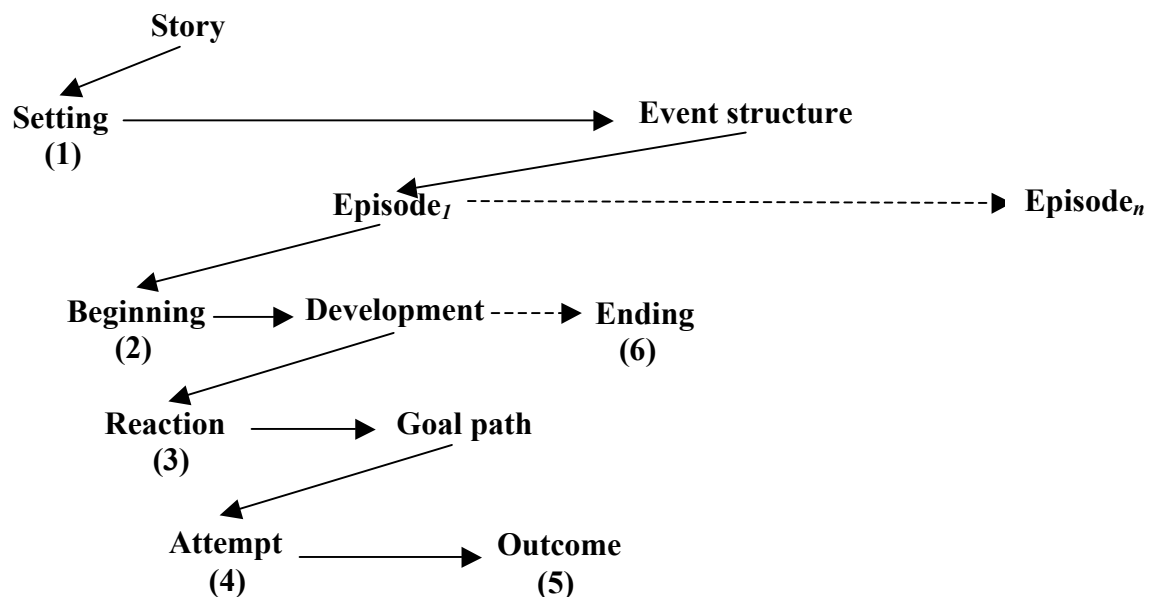 Story
Setting Event structure
(1)
Episode1 Episoden
Beginning Development Ending
(2) (6)
Reaction Goal path
(3)
Attempt Outcome
(4) (5)